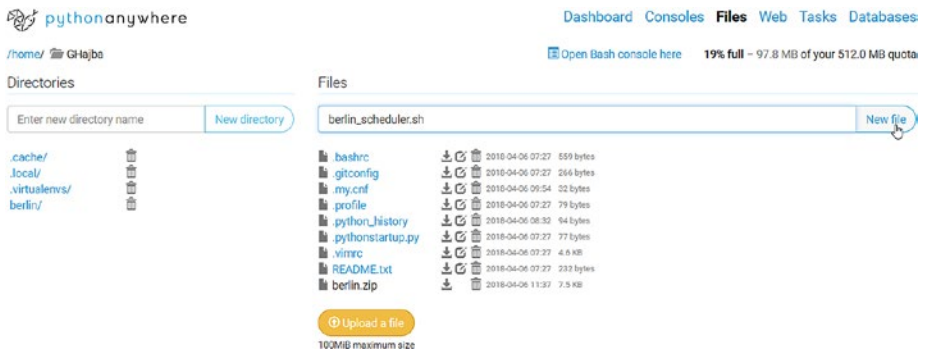 pythonanywhere
Dashboard Consoles Files Web Tasks Databases
/home/ GHajba
Open Bash console here 19% full – 97.8 MB of your 512.0 MB quota
Directories
Files
Enter new directory name New directory
berlin_scheduler.sh New file
.cache/
.local/
.virtualenvs/
berlin/
.bashrc 2018-04-06 07:27 559 bytes
.gitconfig 2018-04-06 07:27 266 bytes
.my.cnf 2018-04-06 09:54 32 bytes
.profile 2018-04-06 07:27 79 bytes
.python_history 2018-04-06 08:32 94 bytes
.pythonstartup.py 2018-04-06 07:27 77 bytes
.vimrc 2018-04-06 07:27 4.6 KB
README.txt 2018-04-06 07:27 232 bytes
berlin.zip 2018-04-06 11:37 7.5 KB
Upload a file
100MiB maximum size